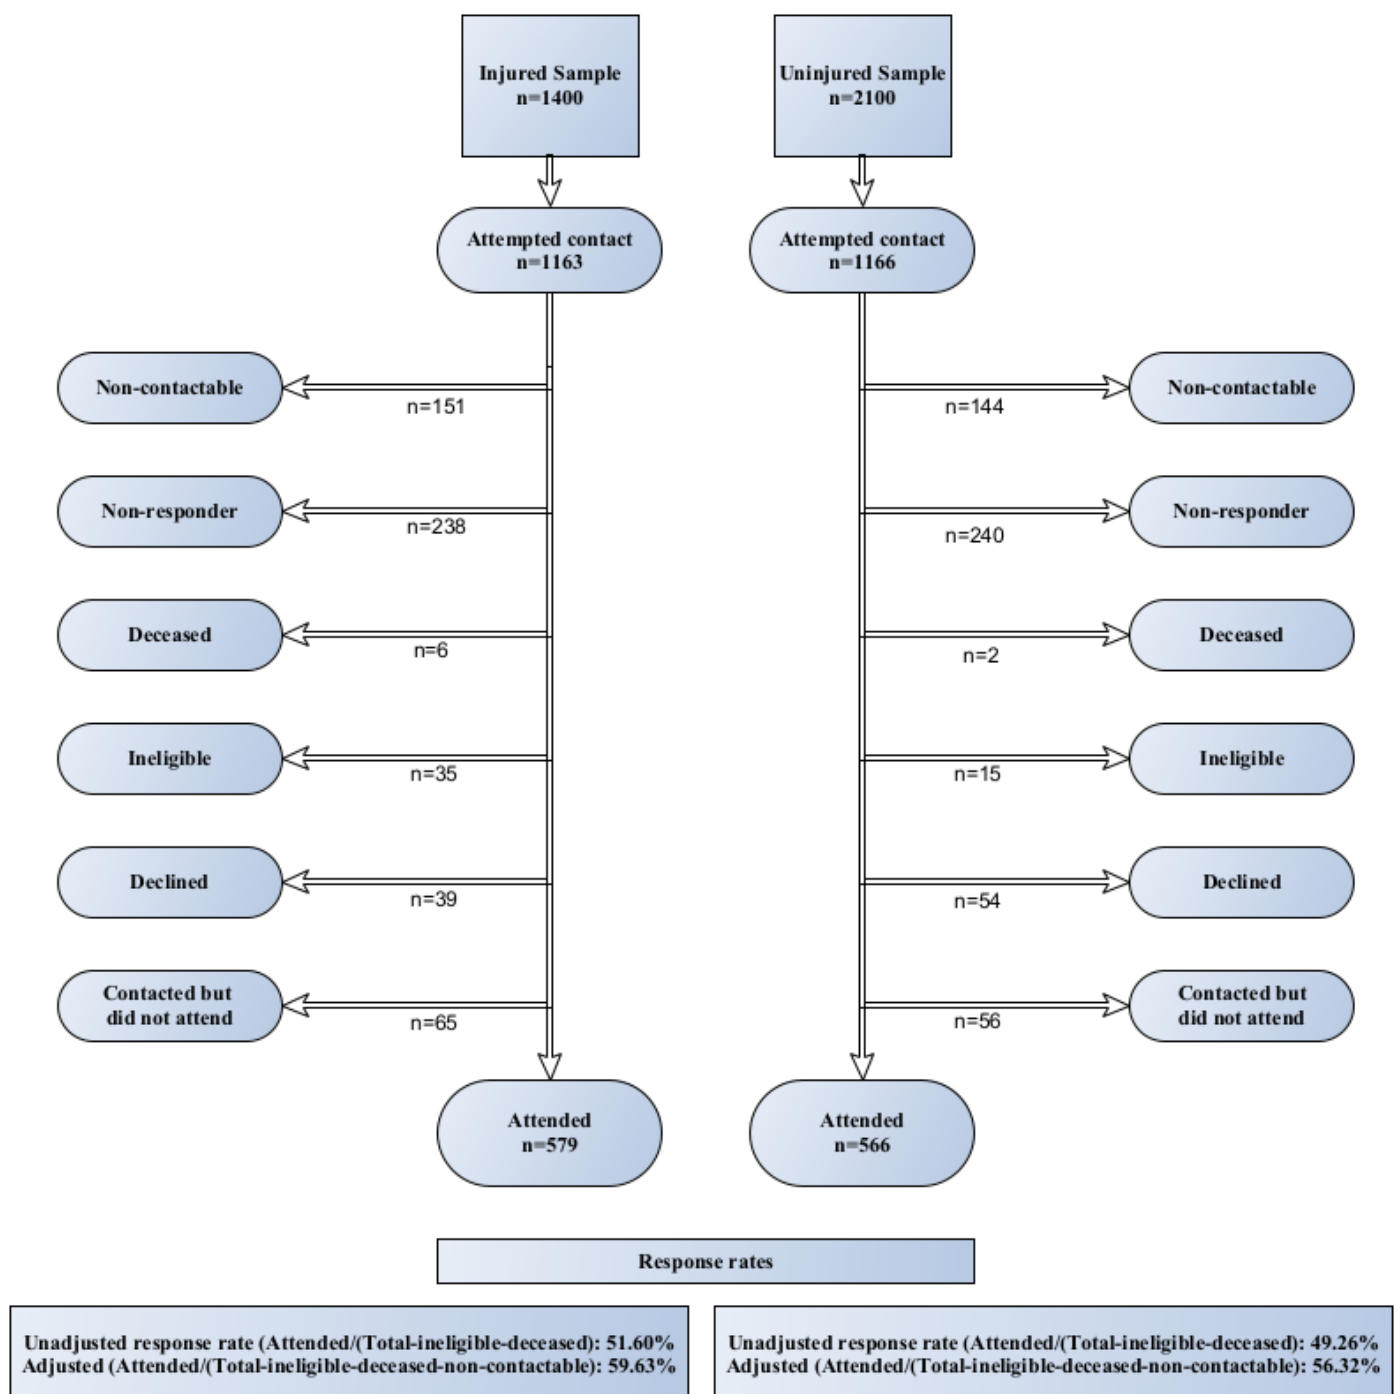 Injured Sample
n=1400
Uninjured Sample
n=2100
Attempted contact
n=1163
Attempted contact
n=1166
Non-contactable
n=151
n=144
Non-contactable
Non-responder
n=238
n=240
Non-responder
Deceased
n=6
n=2
Deceased
Ineligible
n=35
n=15
Ineligible
Declined
n=39
n=54
Declined
Contacted but
did not attend
n=65
n=56
Contacted but
did not attend
Attended
n=579
Attended
n=566
Response rates
Unadjusted response rate (Attended/(Total-ineligible-deceased): 51.60%
Adjusted (Attended/(Total-ineligible-deceased-non-contactable): 59.63%
Unadjusted response rate (Attended/(Total-ineligible-deceased): 49.26%
Adjusted (Attended/(Total-ineligible-deceased-non-contactable): 56.32%